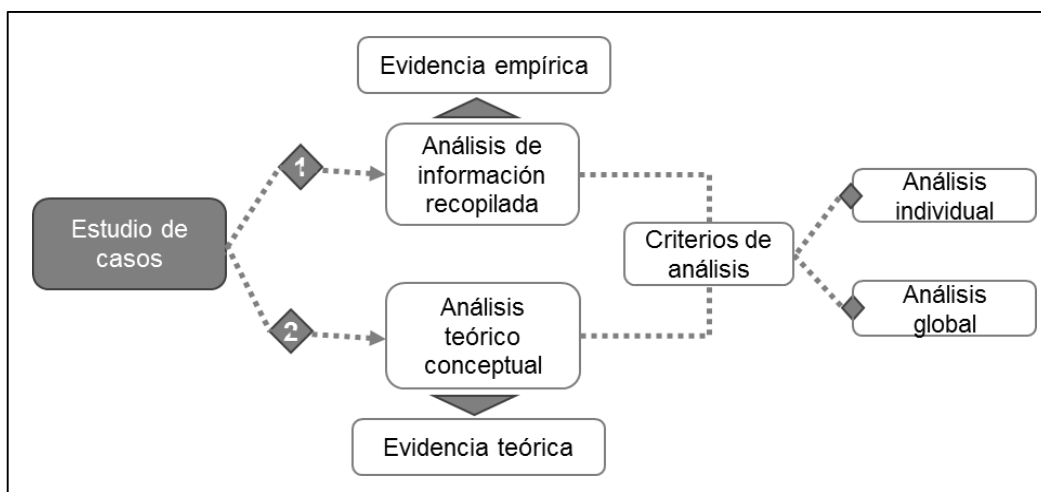 Evidencia empírica
1
Análisis de
información
recopilada
Estudio de
casos
Criterios de
análisis
Análisis
individual
Análisis
global
2
Análisis
teórico
conceptual
Evidencia teórica